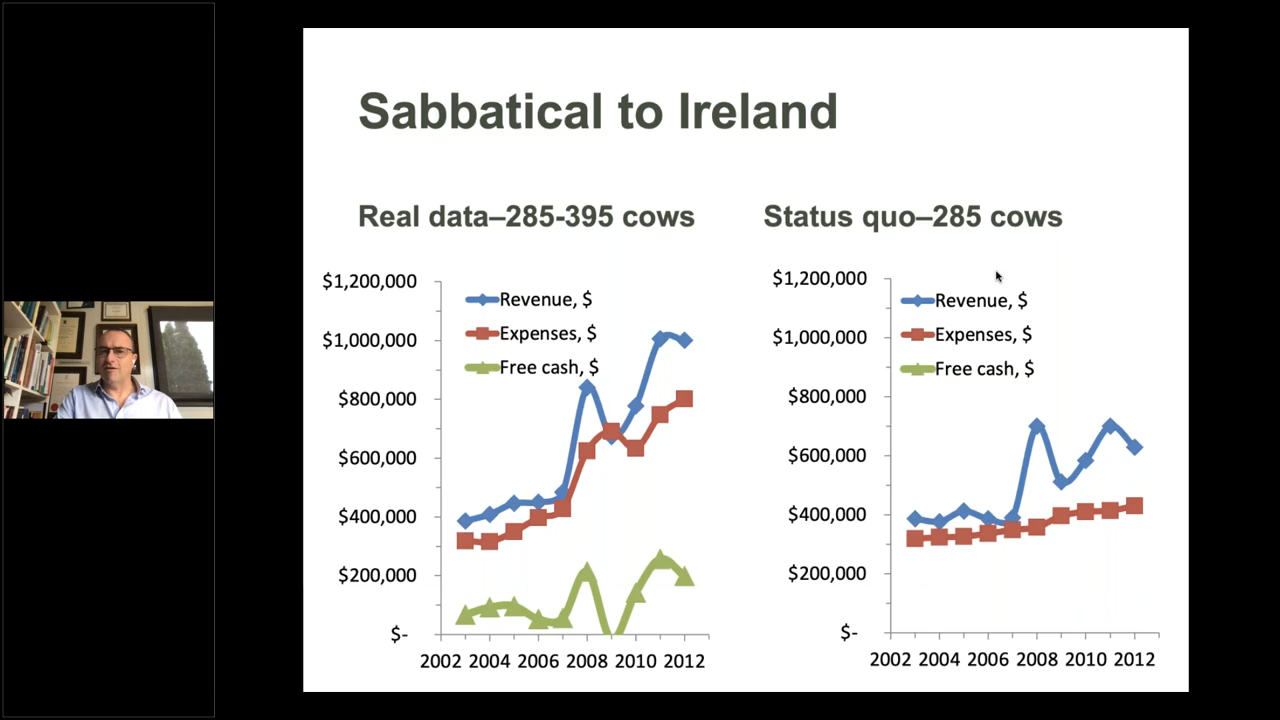 Sabbatical to Ireland
Real data–285-395 cows
$1,200,000
$1,000,000
$800,000
$600,000
$400,000
$200,000
$-
Revenue, $
Expenses, $
Free cash, $
2002 2004 2006 2008 2010 2012
Status quo–285 cows
$1,200,000
$1,000,000
$800,000
$600,000
$400,000
$200,000
$-
Revenue, $
Expenses, $
Free cash, $
2002 2004 2006 2008 2010 2012